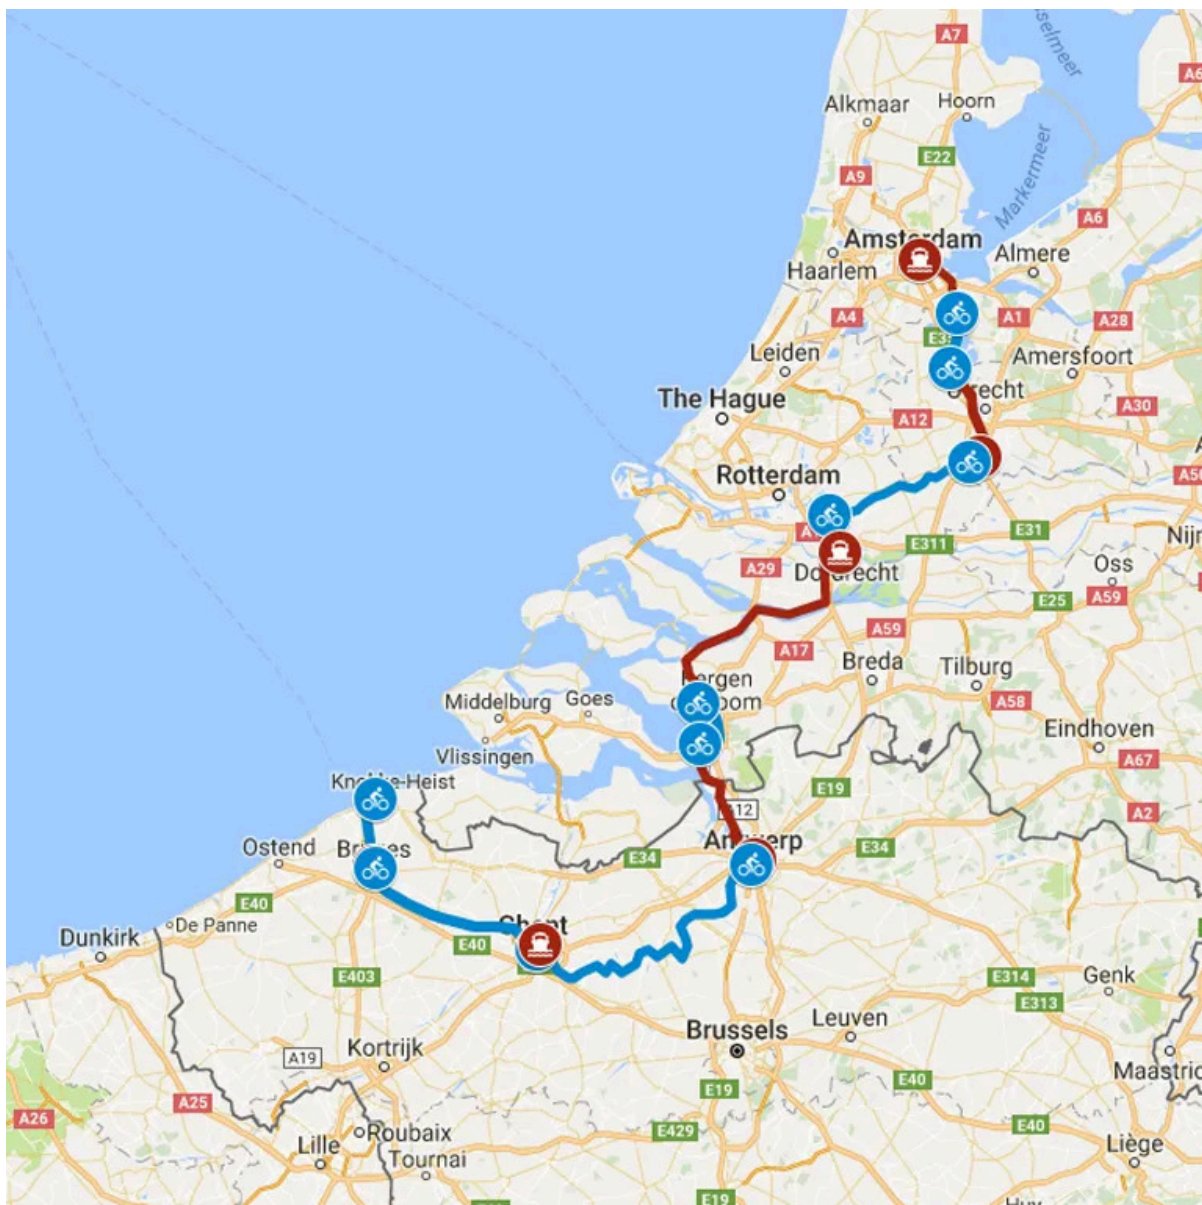 A7
sselmeer
A6
Alkmaar
Hoorn
E22
Markermeer
A9
A6
Amsterdam
Haarlem
Almere
A4
A1
A28
Leiden
Amersfoort
The Hague
A12
A30
Rotterdam
E31
E311
A29
Oss
E25
A59
A59
A17
Breda
Tilburg
Middelburg
Goes
A58
Eindhoven
Vlissingen
A67
E19
A12
A2
Ostend
Antwerp
E34
E34
E40
De Panne
Dunkirk
E40
E403
E314
Genk
E313
Brussels
Leuven
A19
Kortrijk
Maastric
A25
E19
E40
A26
E429
E40
Roubaix
Lille
Tournai
Liège
E19